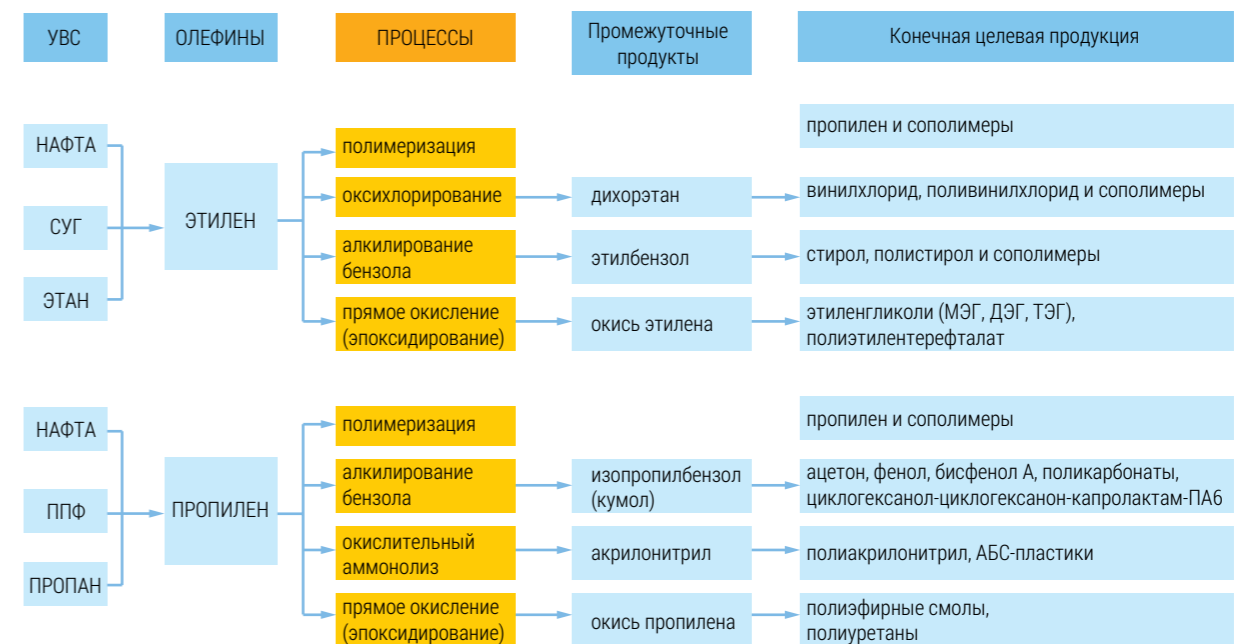 УВС
ОЛЕФИНЫ
ПРОЦЕССЫ
Промежуточные
продукты
Конечная целевая продукция
НАФТА
СУГ
ЭТАН
ЭТИЛЕН
полимеризация
пропилен и сополимеры
оксихлорирование
дихорэтан
винилхлорид, поливинилхлорид и сополимеры
алкилирование
бензола
этилбензол
стирол, полистирол и сополимеры
прямое окисление
(эпоксидирование)
окись этилена
этиленгликоли (МЭГ, ДЭГ, ТЭГ),
полиэтилентерефталат
НАФТА
ППФ
ПРОПАН
ПРОПИЛЕН
полимеризация
пропилен и сополимеры
алкилирование
бензола
изопропилбензол
(кумол)
ацетон, фенол, бисфенол А, поликарбонаты,
циклогексанол-циклогексанон-капролактам-ПА6
окислительный
аммонолиз
акрилонитрил
полиакрилонитрил, АБС-пластики
прямое окисление
(эпоксидирование)
окись пропилена
полиэфирные смолы,
полиуретаны